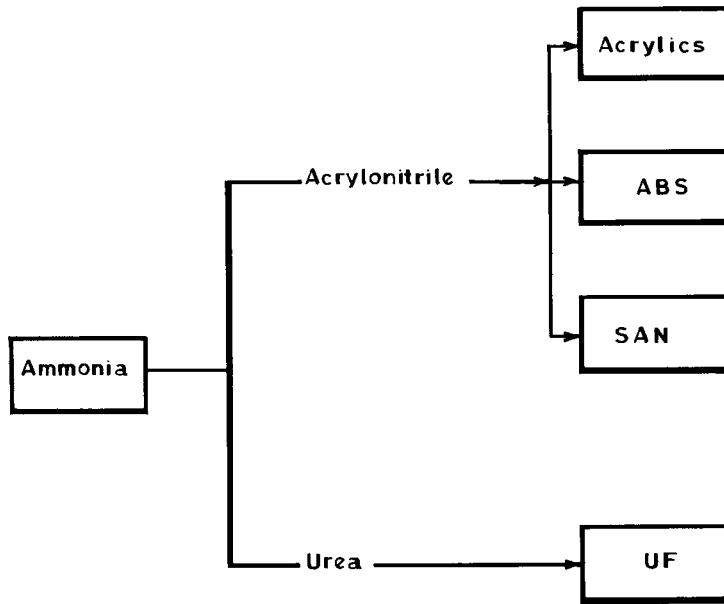 Acrylics
Acrylonitrile
ABS
SAN
Ammonia
Urea
UF